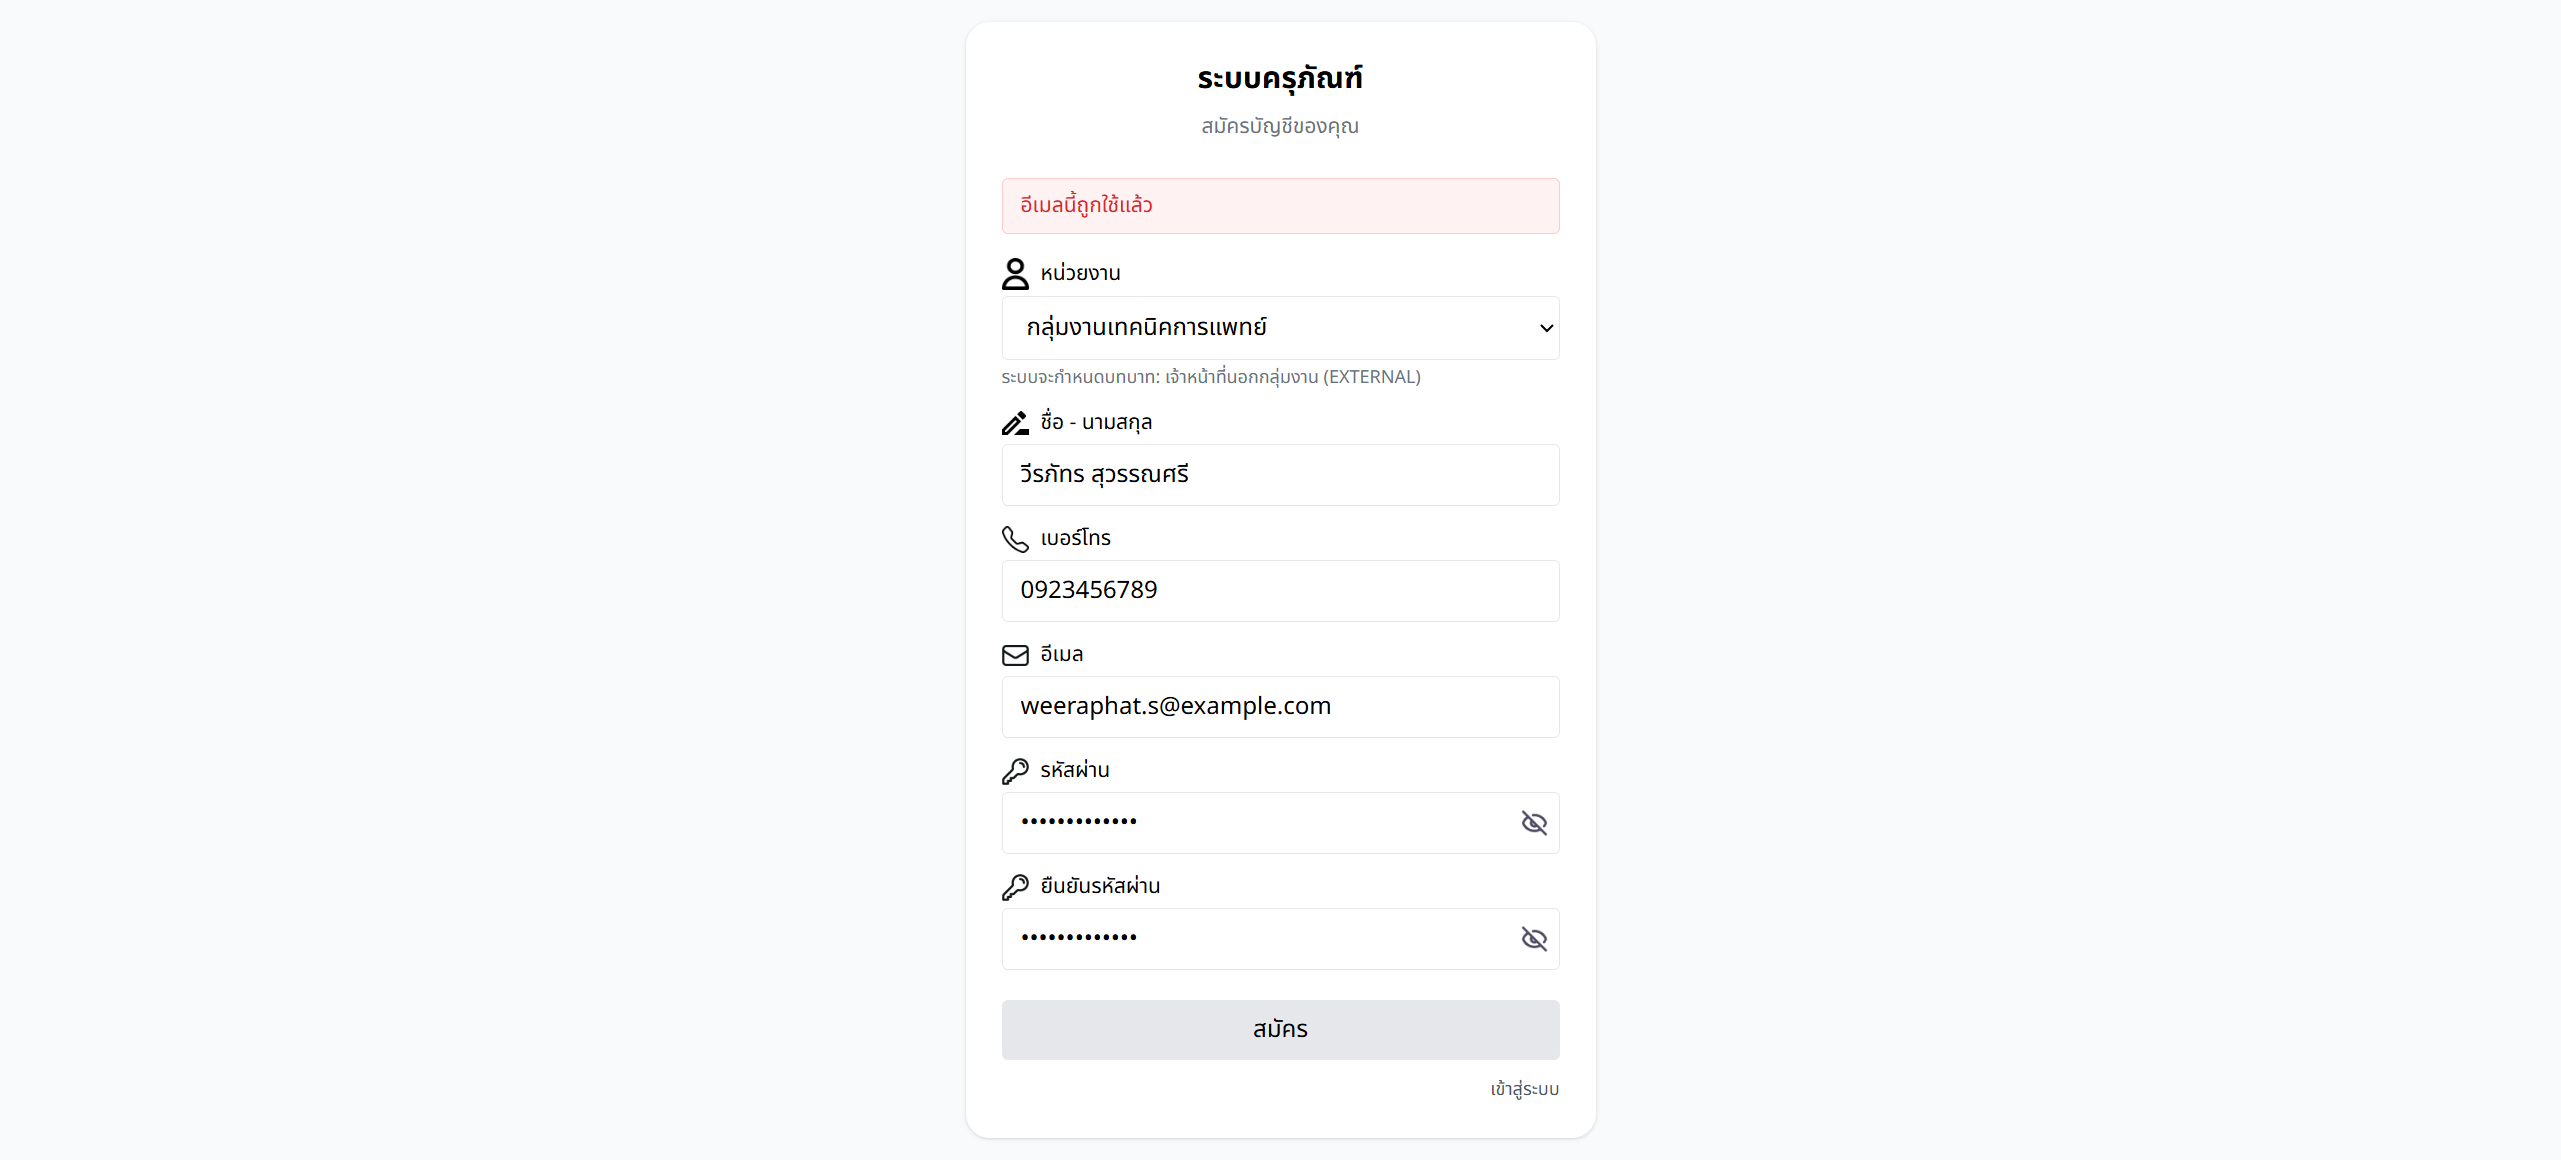 ระบบครุภัณฑ์
สมัครบัญชีของคุณ
อีเมลนี้ถูกใช้แล้ว
หน่วยงาน
กลุ่มงานเทคนิคการแพทย์
ระบบจะกำหนดบทบาท: เจ้าหน้าที่นอกกลุ่มงาน (EXTERNAL)
ชื่อ - นามสกุล
วีรภัทร สุวรรณศรี
เบอร์โทร
0923456789
อีเมล
weeraphat.s@example.com
รหัสผ่าน
•••••••••••••
ยืนยันรหัสผ่าน
•••••••••••••
สมัคร
เข้าสู่ระบบ